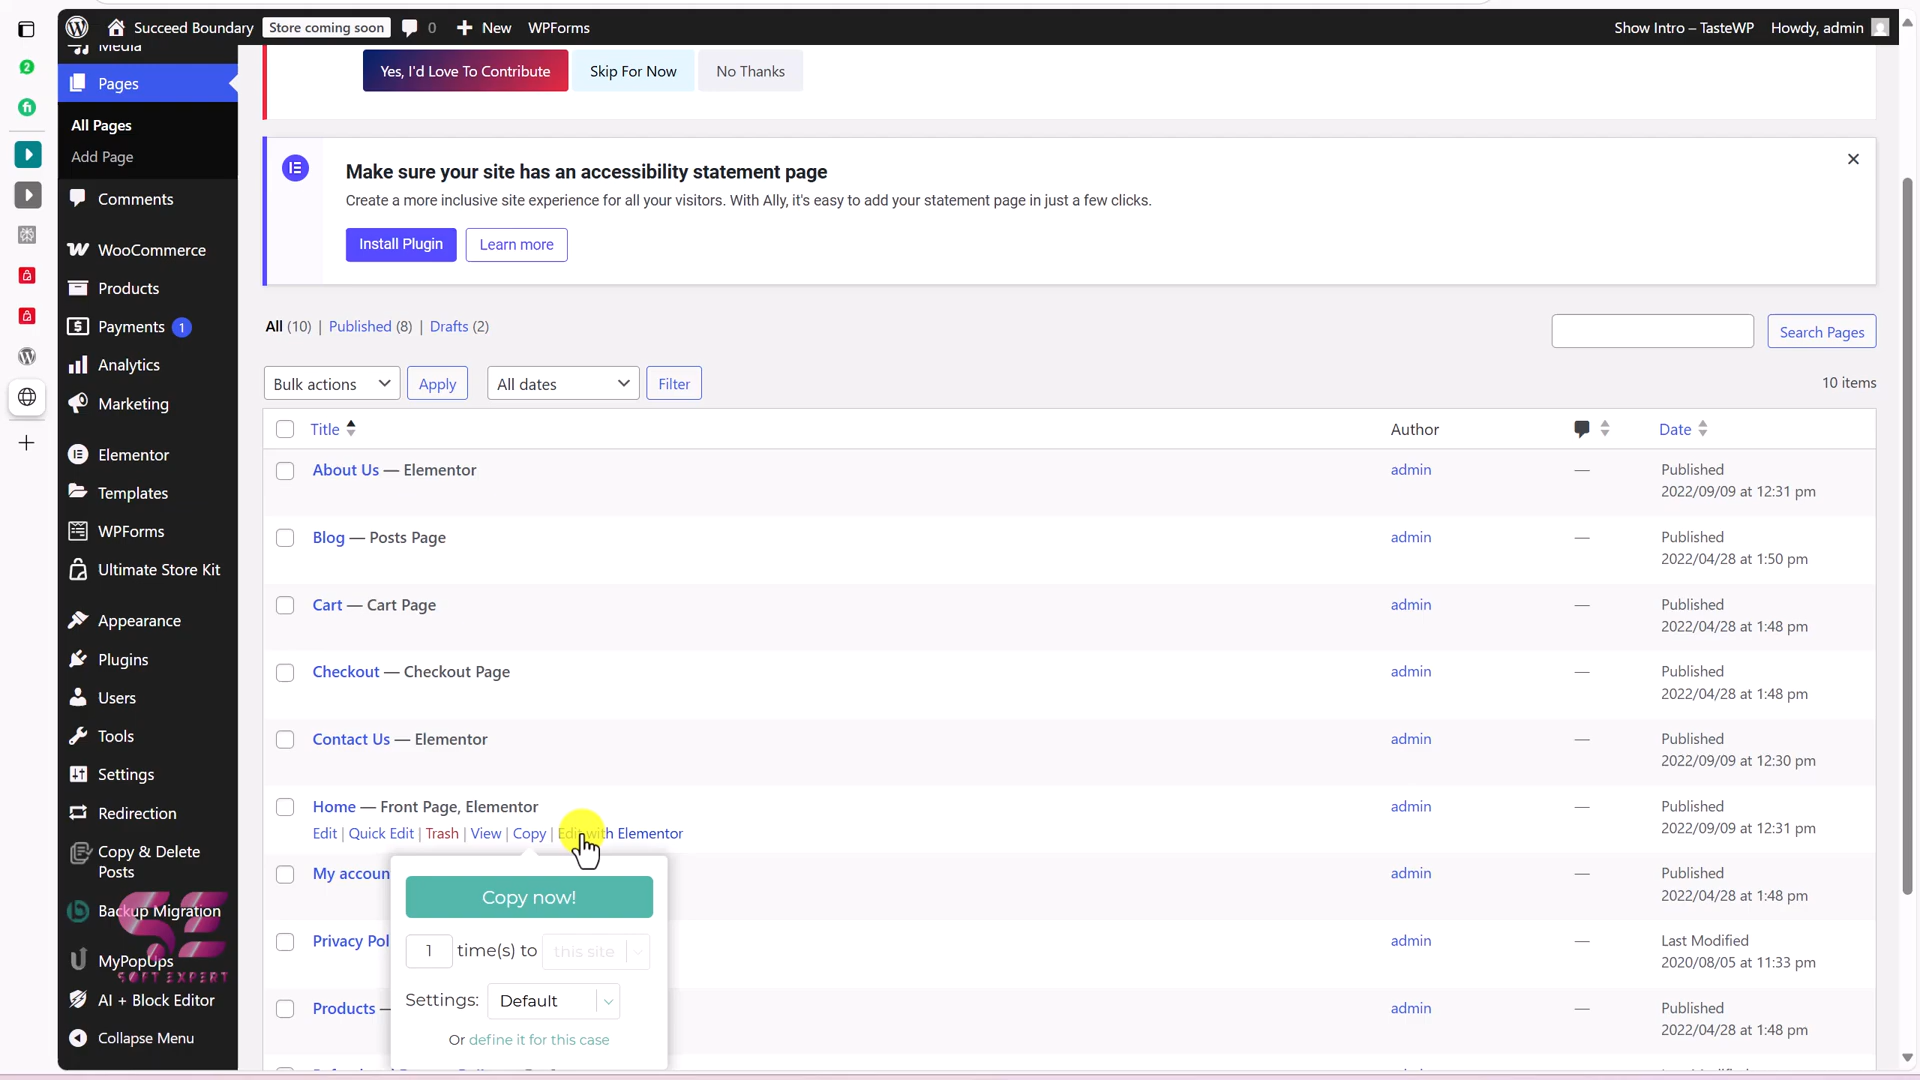 Succeed Boundary Store coming soon 0 New WPForms Show Intro – TasteWP Howdy, admin
Media
Pages
All Pages
Add Page
Comments
WooCommerce
Products
Payments 1
Analytics
Marketing
Elementor
Templates
WPForms
Ultimate Store Kit
Appearance
Plugins
Users
Tools
Settings
Redirection
Copy & Delete
Posts
Backup Migration
MyPopUps
SOFT EXPERT
AI + Block Editor
Collapse Menu
Yes, I'd Love To Contribute Skip For Now No Thanks
Make sure your site has an accessibility statement page
Create a more inclusive site experience for all your visitors. With Ally, it's easy to add your statement page in just a few clicks.
Install Plugin Learn more
All (10) | Published (8) | Drafts (2)
Search Pages
Bulk actions Apply All dates Filter 10 items
Title Author Date
About Us — Elementor admin — Published
2022/09/09 at 12:31 pm
Blog — Posts Page admin — Published
2022/04/28 at 1:50 pm
Cart — Cart Page admin — Published
2022/04/28 at 1:48 pm
Checkout — Checkout Page admin — Published
2022/04/28 at 1:48 pm
Contact Us — Elementor admin — Published
2022/09/09 at 12:30 pm
Home — Front Page, Elementor admin — Published
Edit | Quick Edit | Trash | View | Copy | Edit with Elementor 2022/09/09 at 12:31 pm
My accoun admin — Published
2022/04/28 at 1:48 pm
Privacy Pol admin — Last Modified
2020/08/05 at 11:33 pm
Products — admin — Published
2022/04/28 at 1:48 pm
Copy now!
1 time(s) to this site
Settings: Default
Or define it for this case